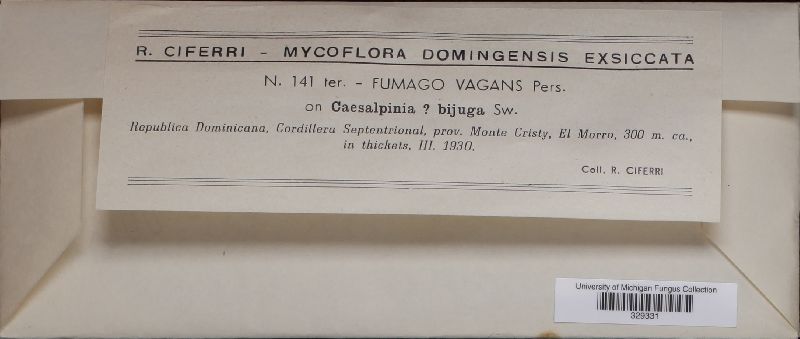 R. CIFERRI - MYCOFLORA DOMINGENSIS EXSICCATA
N. 141 ter. - FUMAGO VAGANS Pers.
on Caesalpinia ? bijuga Sw.
Republica Dominicana, Cordillera Septentrional, prov. Monte Cristy, El Morro, 300 m. ca.,
in thickets, III. 1930.
Coll. R. CIFERRI
University of Michigan Fungus Collection
329331